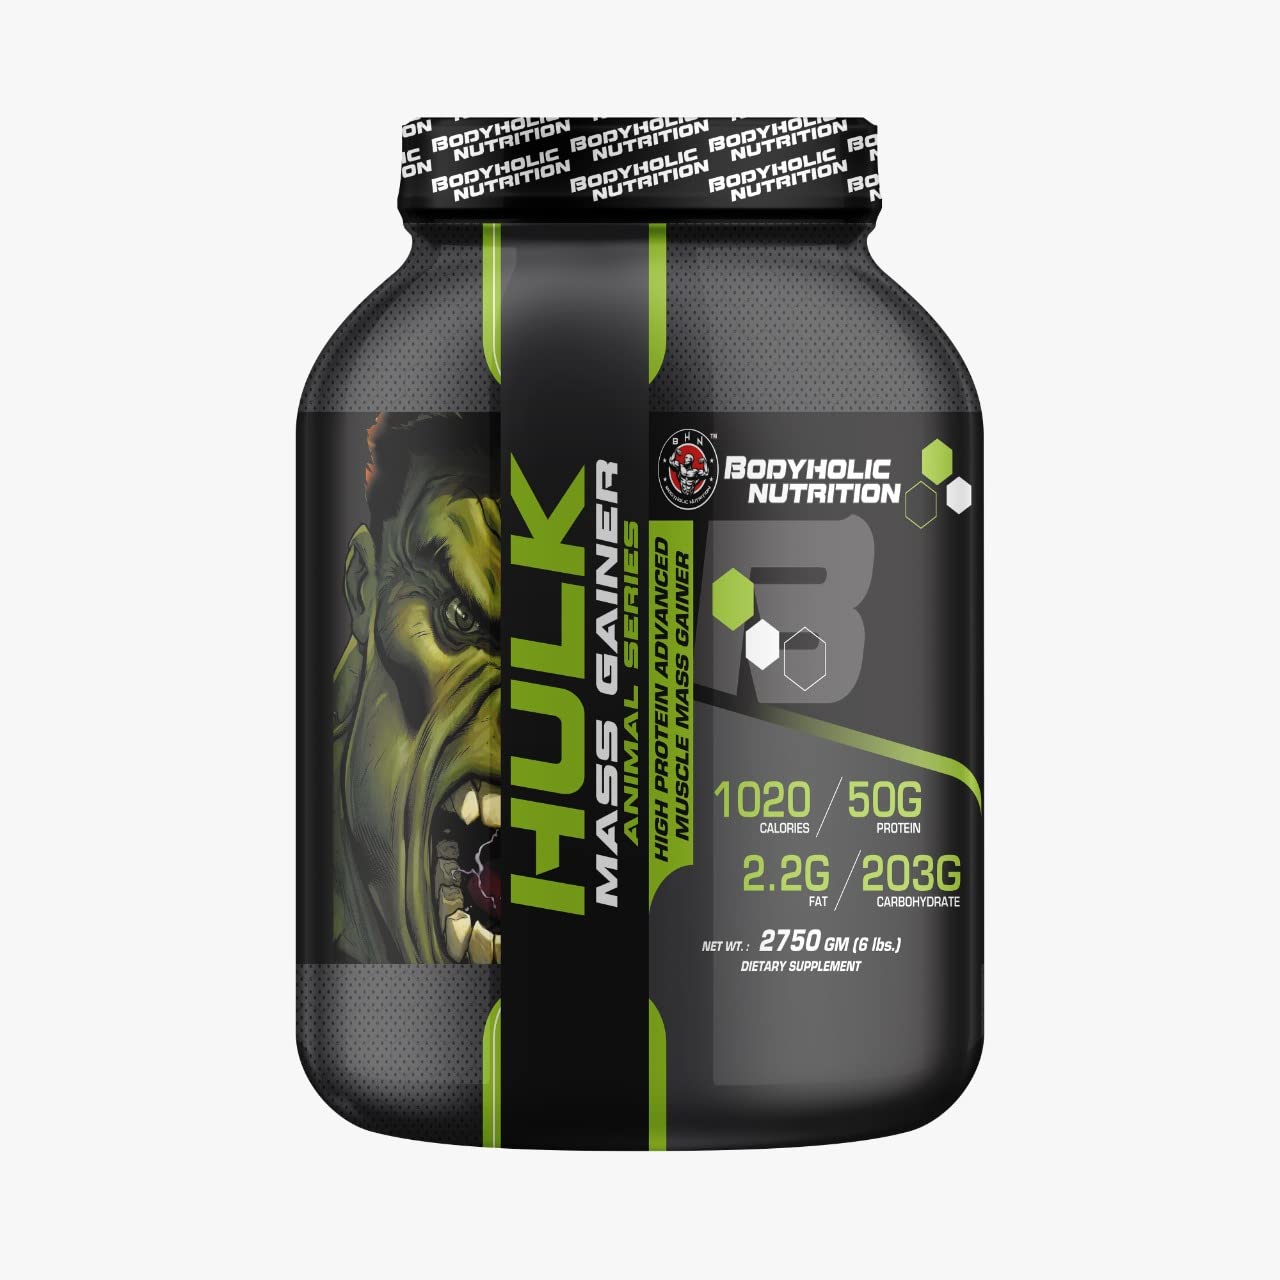 BODYHOLIC
NUTRITION
BODYHOLIC
NUTRITION
BODYHOLIC
NUTRITION
BODYHOLIC
NUTRITION
BODYHOLIC
NUTRITION
BODYHOLIC
NUTRITION
HULK
MASS GAINER
ANIMAL SERIES
HIGH PROTEIN ADVANCED
MUSCLE MASS GAINER
BHN™
BODYHOLIC
NUTRITION
B
1020 / 50G
CALORIES PROTEIN
2.2G / 203G
FAT CARBOHYDRATE
NET WT. : 2750 GM (6 lbs.)
DIETARY SUPPLEMENT